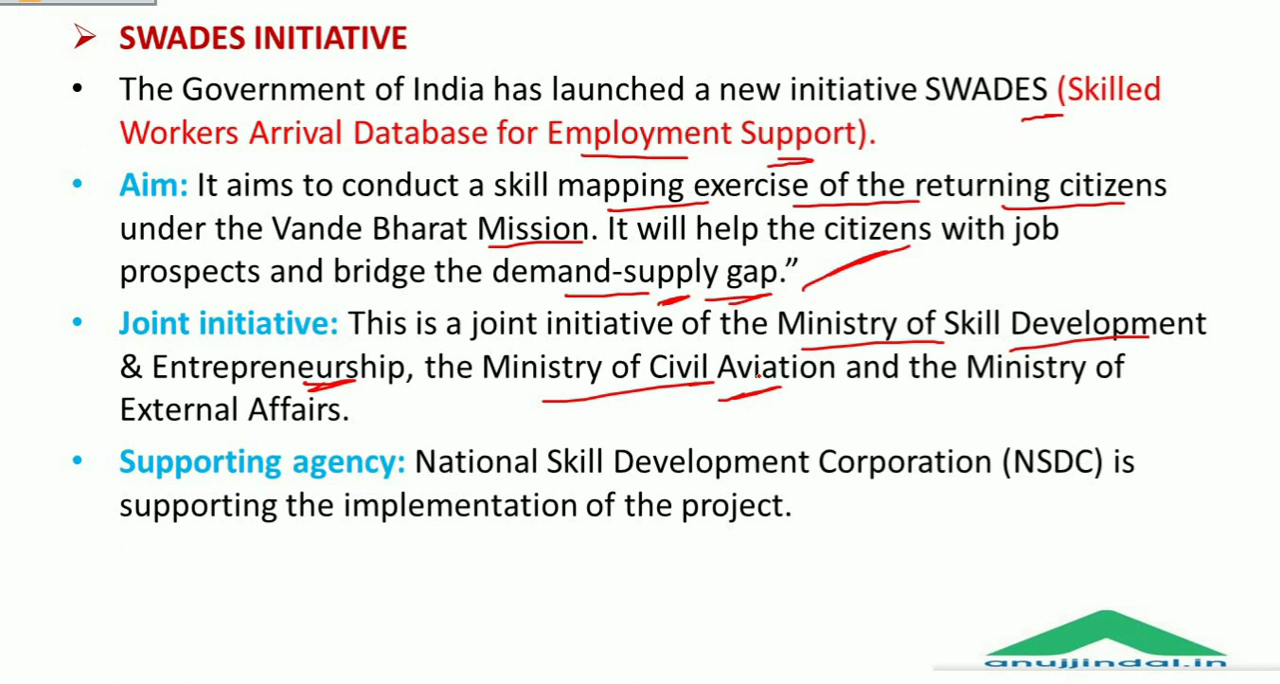 SWADES INITIATIVE
• The Government of India has launched a new initiative SWADES (Skilled
Workers Arrival Database for Employment Support).
• Aim: It aims to conduct a skill mapping exercise of the returning citizens
under the Vande Bharat Mission. It will help the citizens with job
prospects and bridge the demand-supply gap.”
• Joint initiative: This is a joint initiative of the Ministry of Skill Development
& Entrepreneurship, the Ministry of Civil Aviation and the Ministry of
External Affairs.
• Supporting agency: National Skill Development Corporation (NSDC) is
supporting the implementation of the project.
anujjindal.in